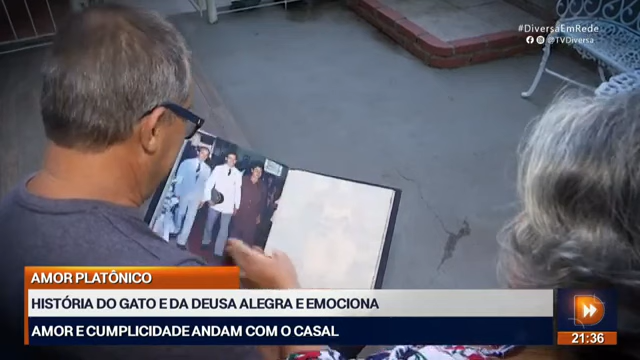 #DiversaEmRede
@TVDiversa
AMOR PLATÔNICO
HISTÓRIA DO GATO E DA DEUSA ALEGRA E EMOCIONA
AMOR E CUMPLICIDADE ANDAM COM O CASAL
21:36